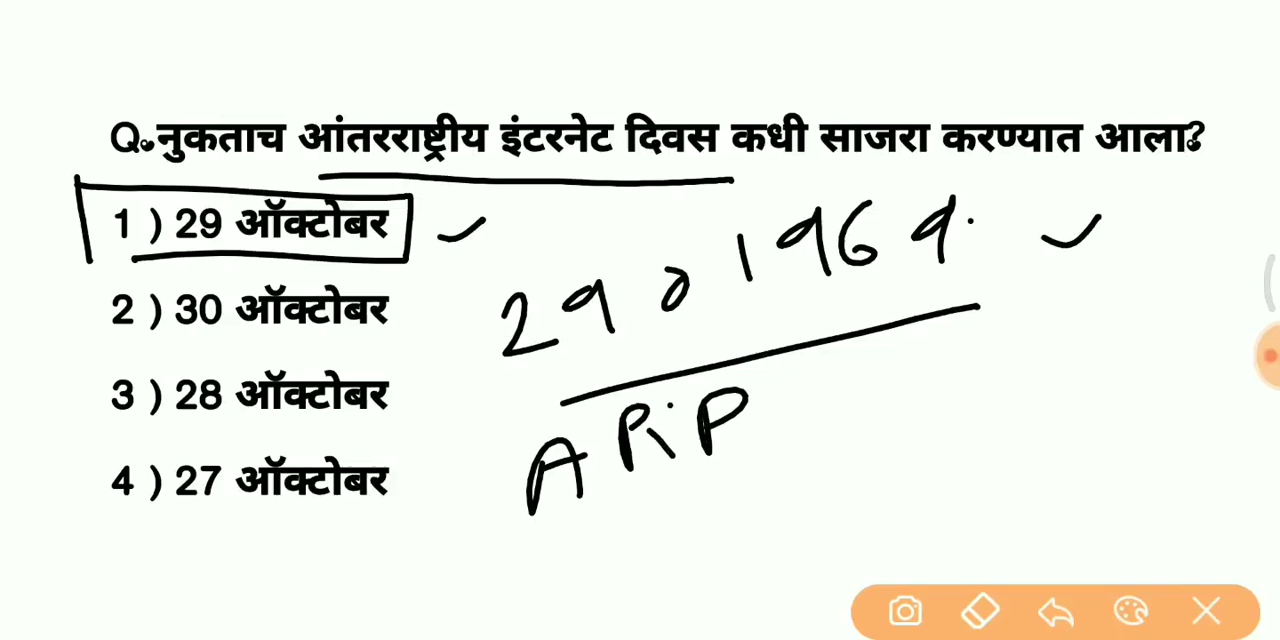 Q.नुकताच आंतरराष्ट्रीय इंटरनेट दिवस कधी साजरा करण्यात आला?
1 ) 29 ऑक्टोबर
2 ) 30 ऑक्टोबर
3 ) 28 ऑक्टोबर
4 ) 27 ऑक्टोबर
29 0 1969
ARP